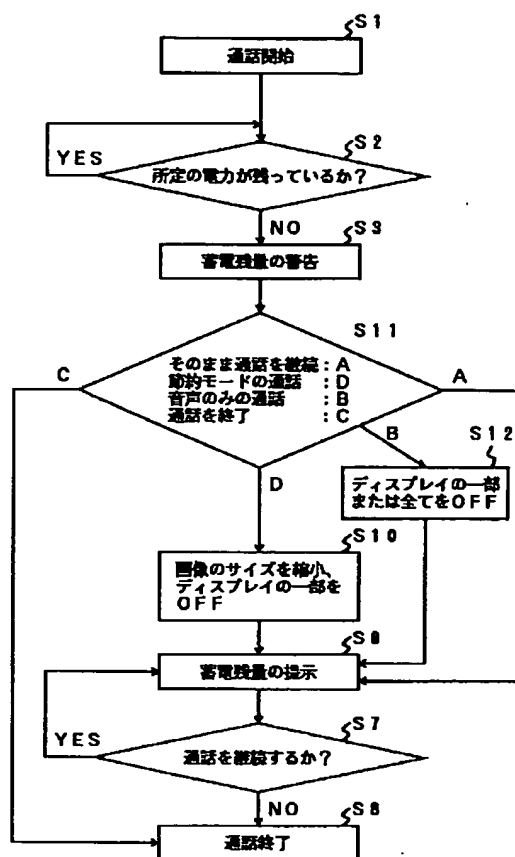 S1
通話開始
S2
YES
所定の電力が残っているか?
NO
S3
蓄電残量の警告
S11
そのまま通話を継続:A
節約モードの通話:D
音声のみの通話:B
通話を終了:C
C
A
B
D
S12
ディスプレイの一部
または全てをOFF
S10
画像のサイズを縮小、
ディスプレイの一部を
OFF
S9
蓄電残量の提示
S7
YES
通話を継続するか?
NO
S8
通話終了